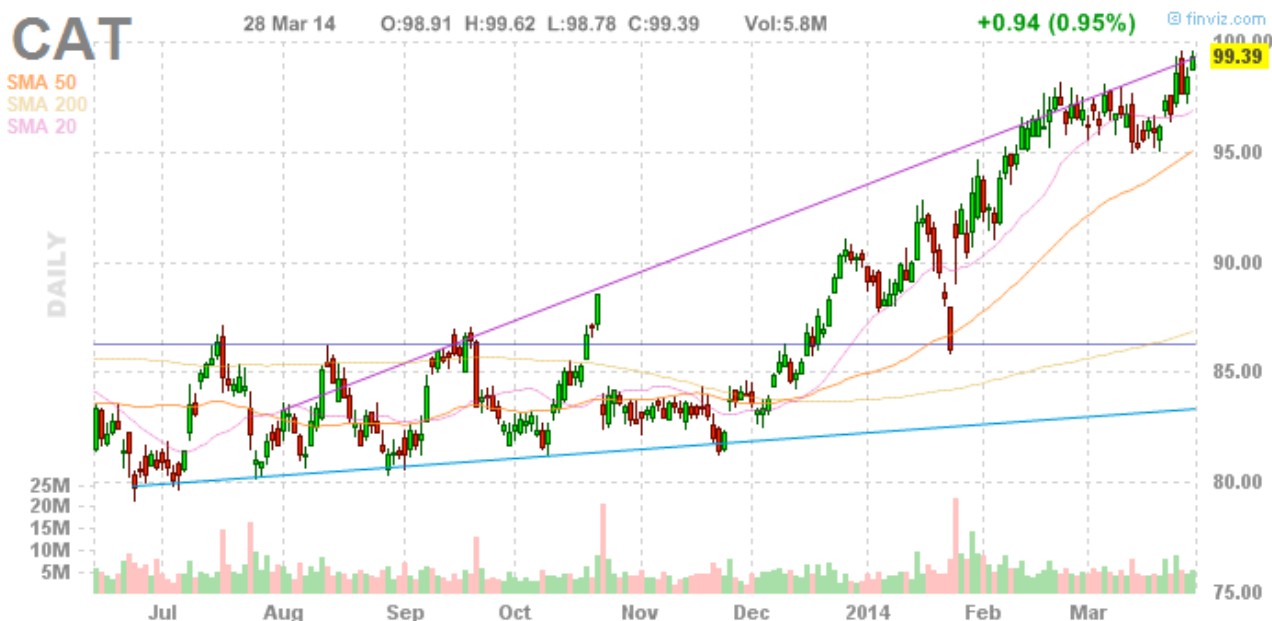 CAT
28 Mar 14 O:98.91 H:99.62 L:98.78 C:99.39 Vol:5.8M +0.94 (0.95%) © finviz.com
SMA 50
SMA 200
SMA 20
DAILY
100.00
99.39
95.00
90.00
85.00
80.00
75.00
25M
20M
15M
10M
5M
Jul Aug Sep Oct Nov Dec 2014 Feb Mar